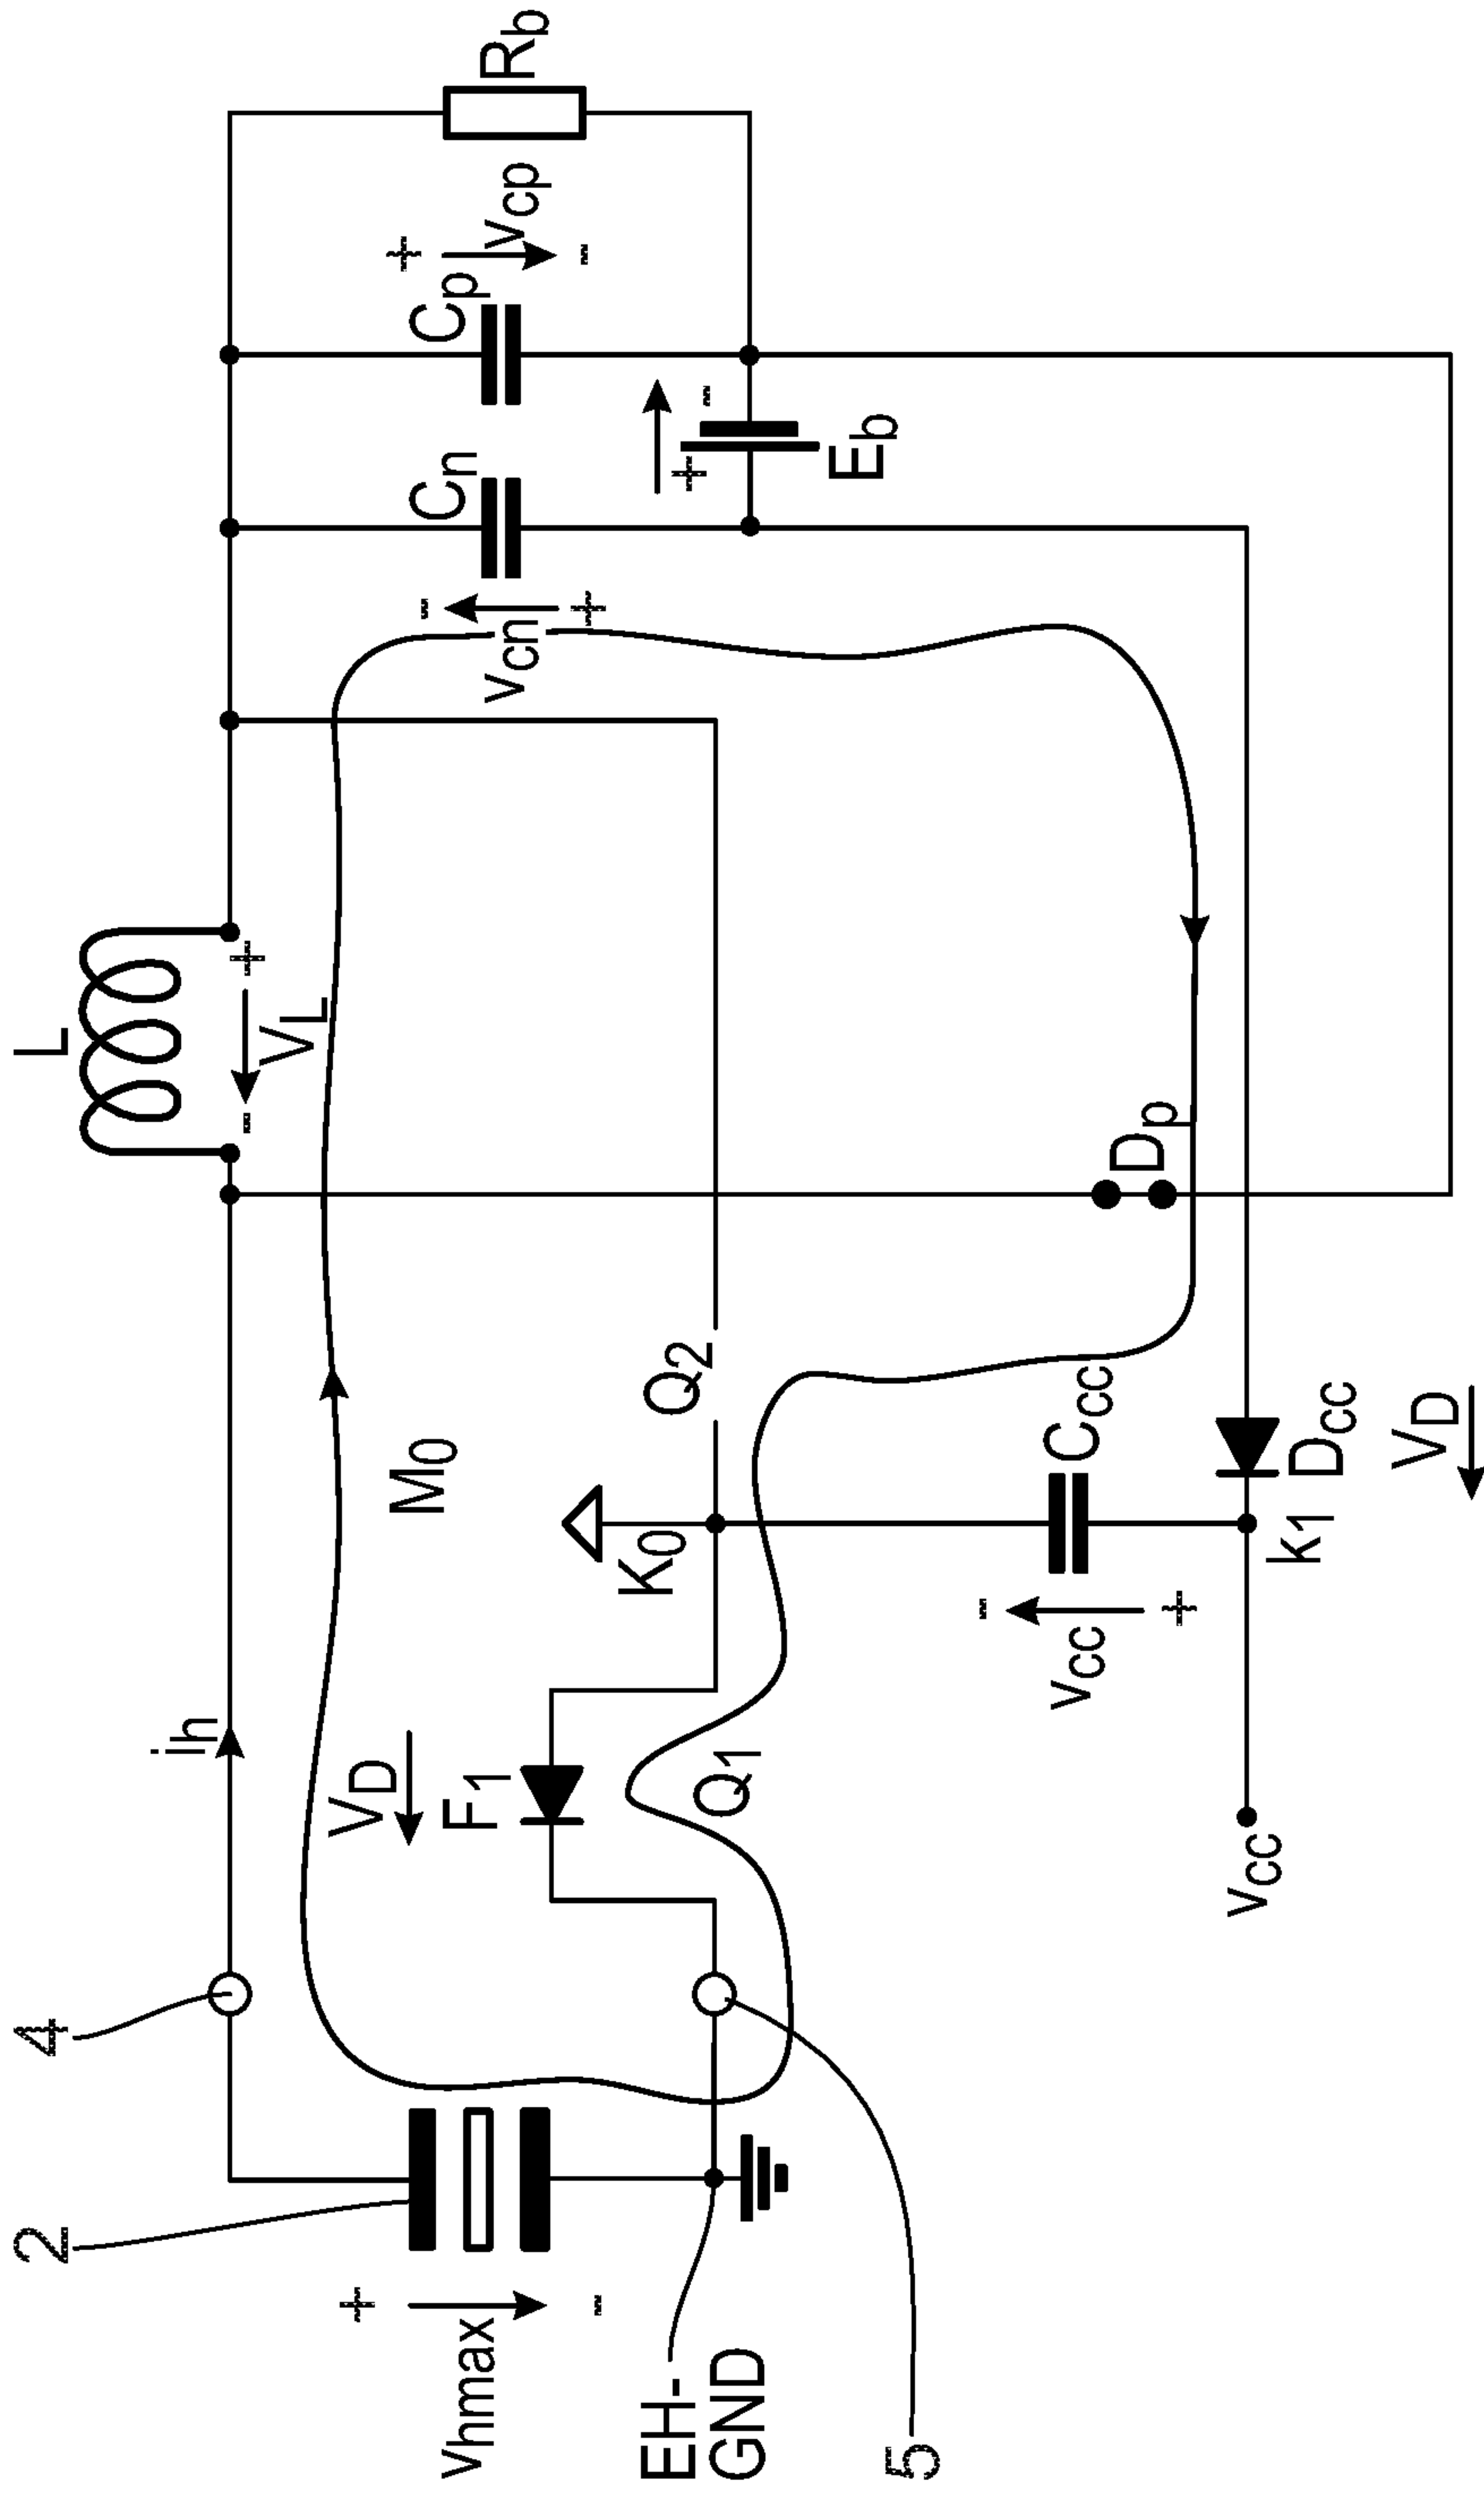 2
4
L
ih
- VL +
+
vhmax
-
VD
F1
M0
-
vcn
+
Cn
Cp
+
vcp
-
Rb
EH-
GND
5
Q1
K0
Q2
+ -
Eb
-
vcc
+
Ccc
Dp
vcc
k1
Dcc
VD